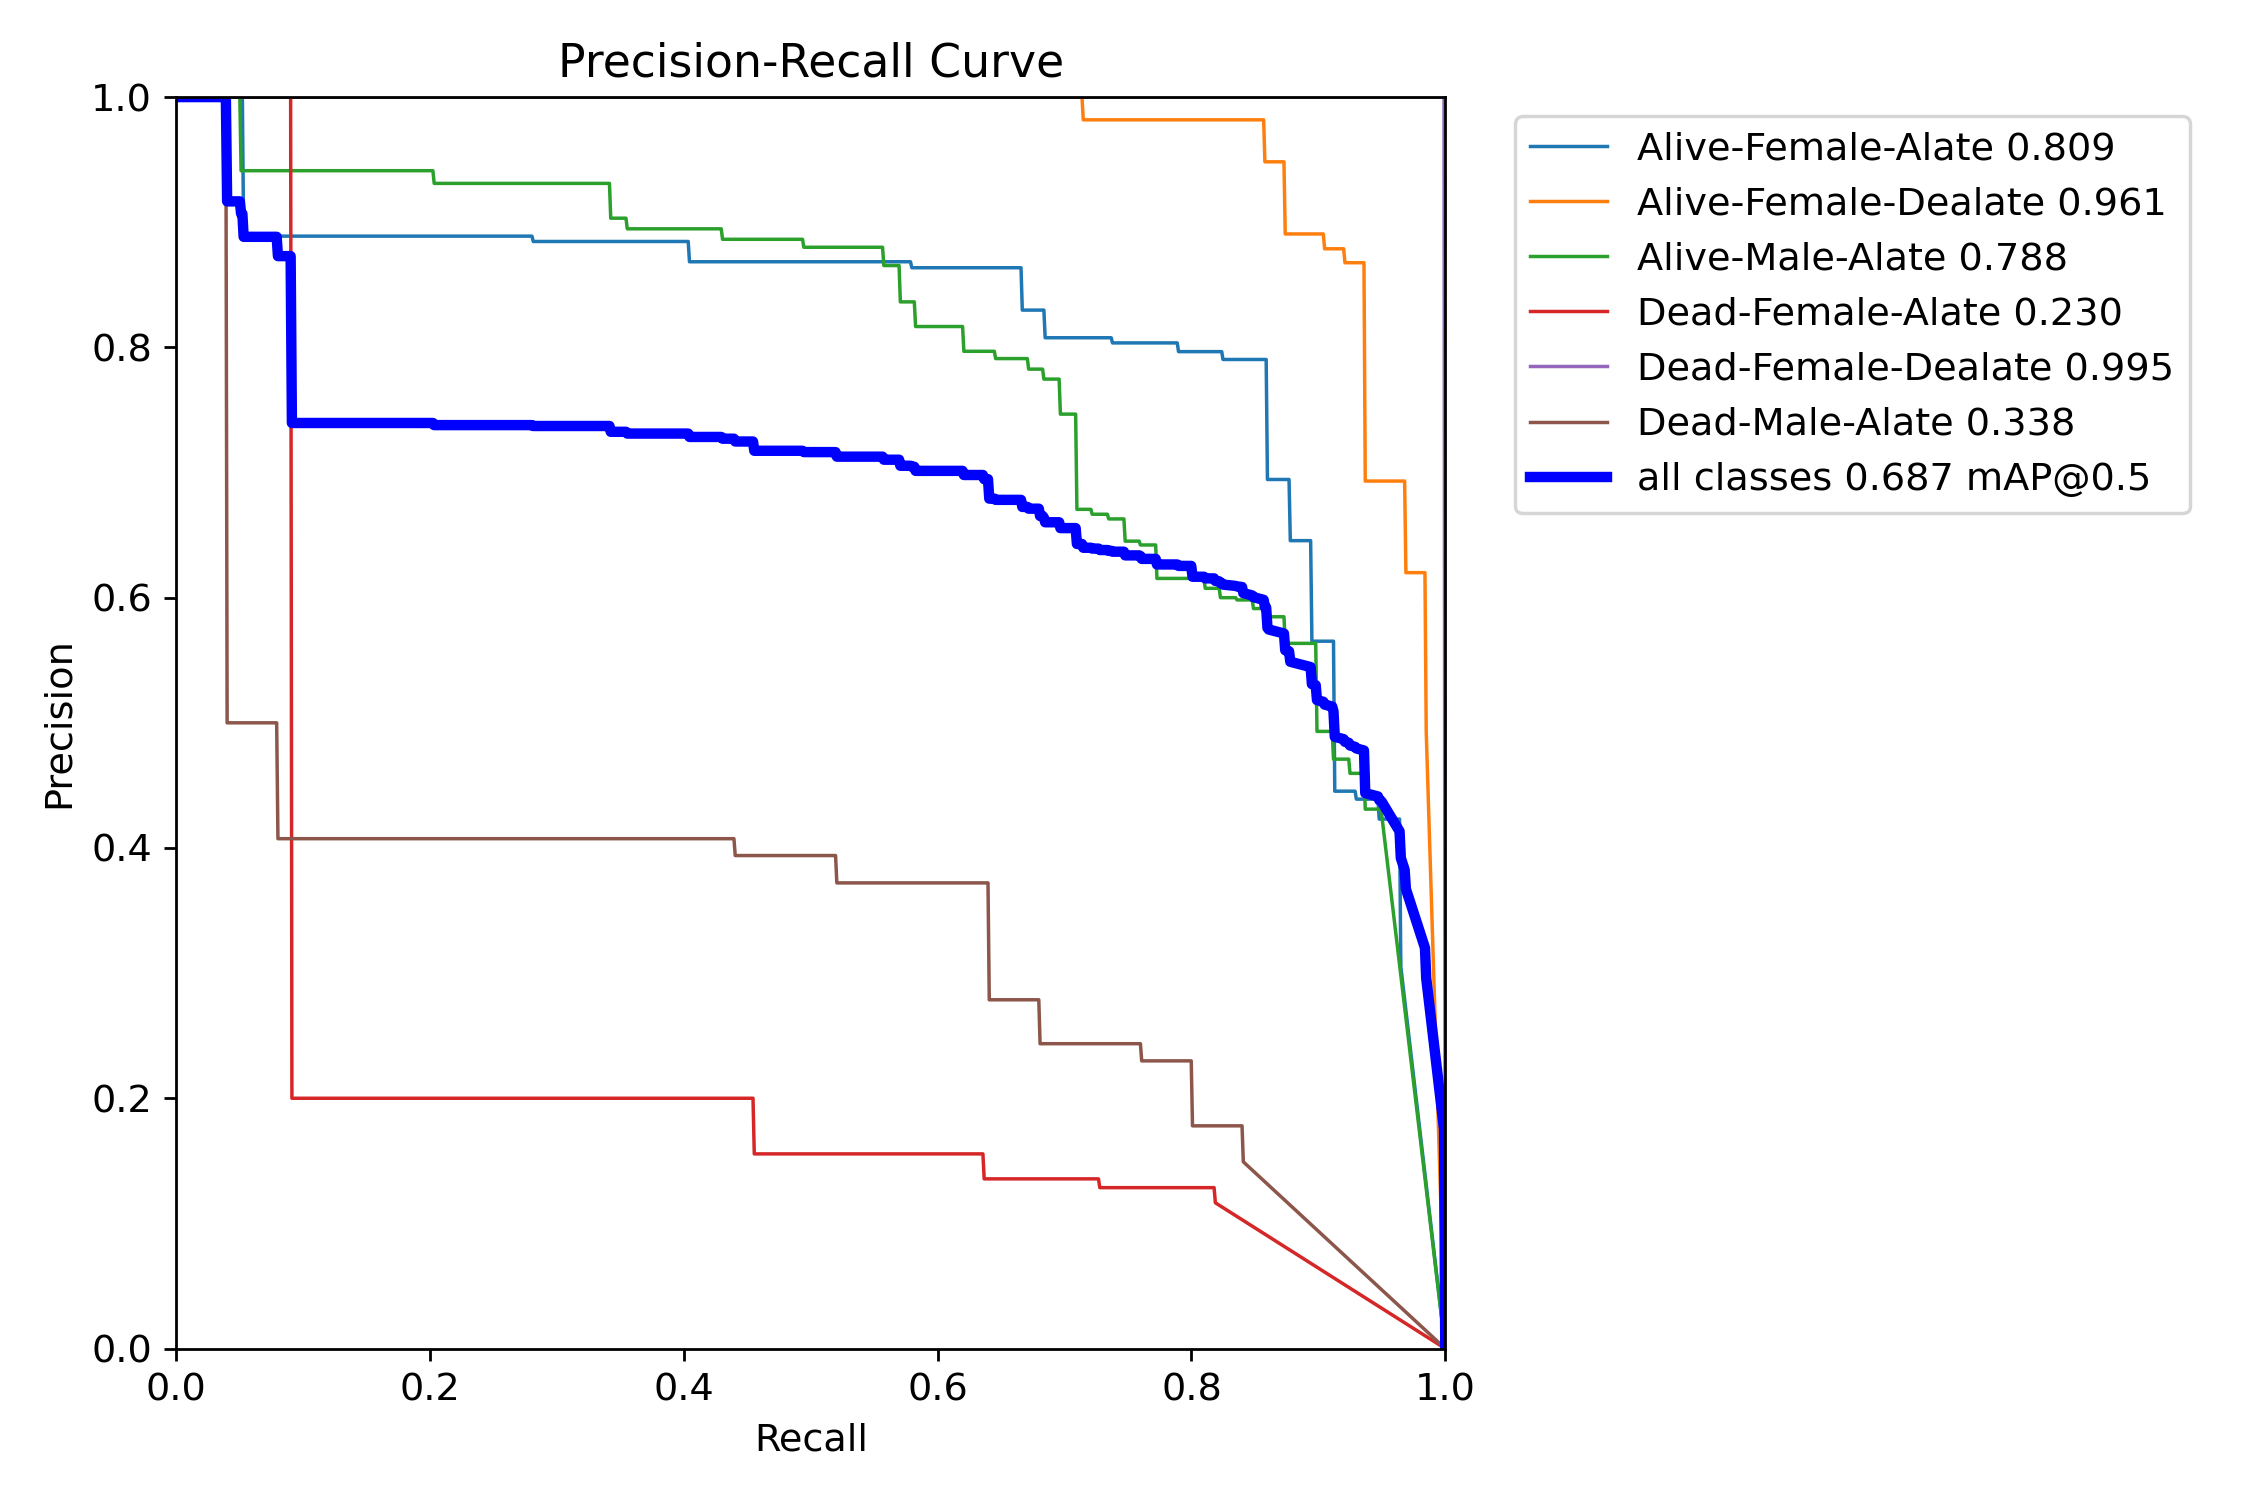 Precision-Recall Curve
1.0
0.8
0.6
0.4
0.2
0.0
Precision
0.0 0.2 0.4 0.6 0.8 1.0
Recall
Alive-Female-Alate 0.809
Alive-Female-Dealate 0.961
Alive-Male-Alate 0.788
Dead-Female-Alate 0.230
Dead-Female-Dealate 0.995
Dead-Male-Alate 0.338
all classes 0.687 mAP@0.5